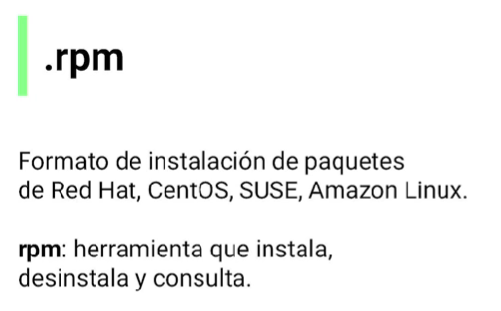 .rpm
Formato de instalación de paquetes
de Red Hat, CentOS, SUSE, Amazon Linux.
rpm: herramienta que instala,
desinstala y consulta.